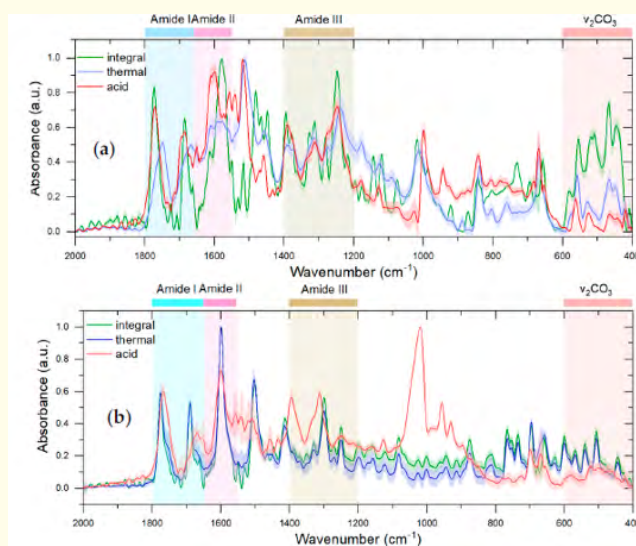 Amide I Amide II Amide III ν₂CO₃
integral
thermal
acid
(a)
Absorbance (a.u.)
1.0
0.8
0.6
0.4
0.2
0.0
2000 1800 1600 1400 1200 1000 800 600 400
Wavenumber (cm⁻¹)
Amide I Amide II Amide III ν₂CO₃
integral
thermal
acid
(b)
Absorbance (a.u.)
1.0
0.8
0.6
0.4
0.2
0.0
2000 1800 1600 1400 1200 1000 800 600 400
Wavenumber (cm⁻¹)